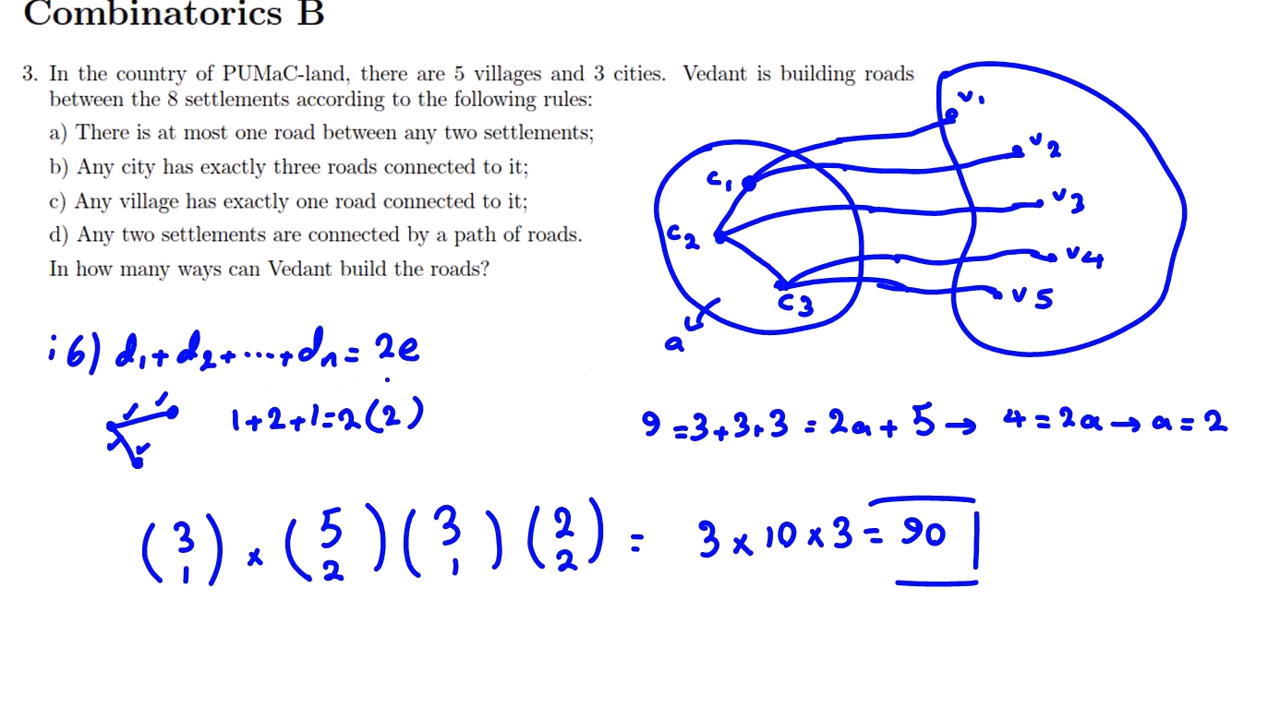 Combinatorics B
3. In the country of PUMaC-land, there are 5 villages and 3 cities. Vedant is building roads
between the 8 settlements according to the following rules:
a) There is at most one road between any two settlements;
b) Any city has exactly three roads connected to it;
c) Any village has exactly one road connected to it;
d) Any two settlements are connected by a path of roads.
In how many ways can Vedant build the roads?
v1
v2
c1
v3
c2
v4
c3
v5
a
i6) d1+d2+...+dn=2e
1+2+1=2(2)
9=3+3+3=2a+5→ 4=2a→a=2
(3 1)×(5 2)(3 1)(2 2)= 3×10×3=90